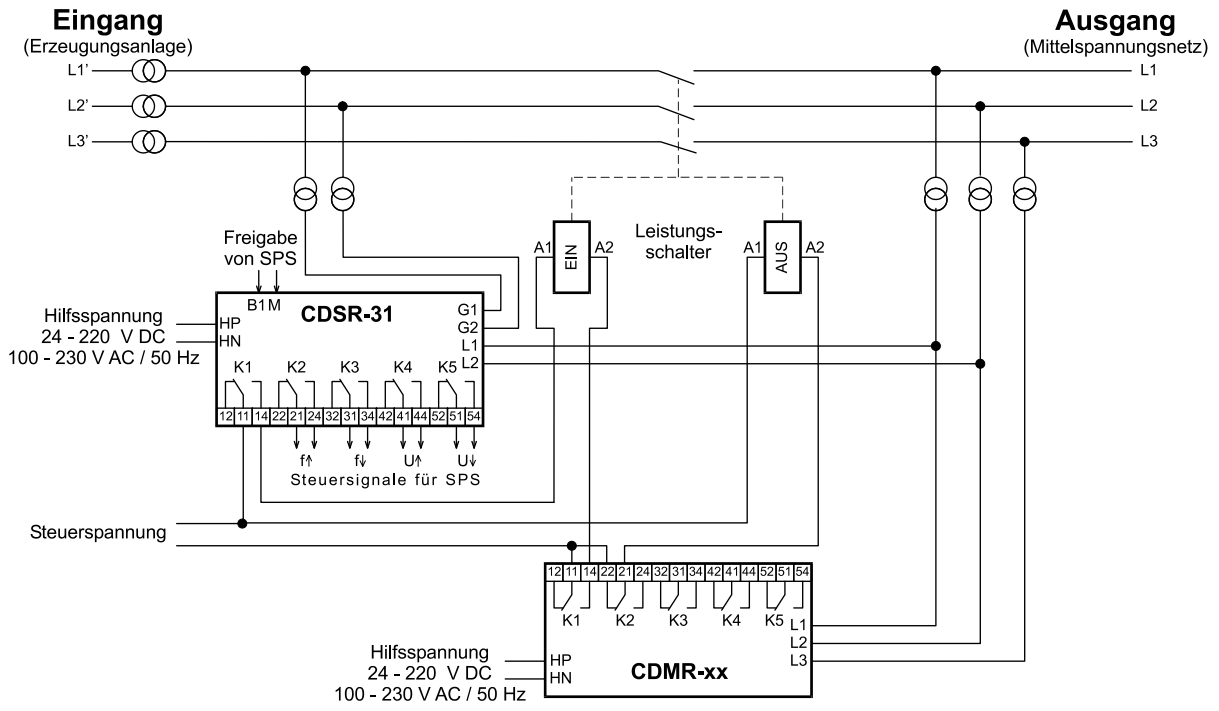 Eingang
(Erzeugungsanlage)
Ausgang
(Mittelspannungsnetz)
L1'
L1
L2'
L2
L3'
L3
Freigabe
von SPS
A1
EIN
A2
Leistungs-
schalter
A1
AUS
A2
B1 M
CDSR-31
G1
G2
L1
L2
Hilfsspannung
24 - 220 V DC
100 - 230 V AC / 50 Hz
HP
HN
K1 K2 K3 K4 K5
12 11 14 22 21 24 32 31 34 42 41 44 52 51 54
f↑ f↓ U↑ U↓
Steuersignale für SPS
Steuerspannung
12 11 14 22 21 24 32 31 34 42 41 44 52 51 54
K1 K2 K3 K4 K5
L1
L2
L3
Hilfsspannung
24 - 220 V DC
100 - 230 V AC / 50 Hz
HP
HN
CDMR-xx